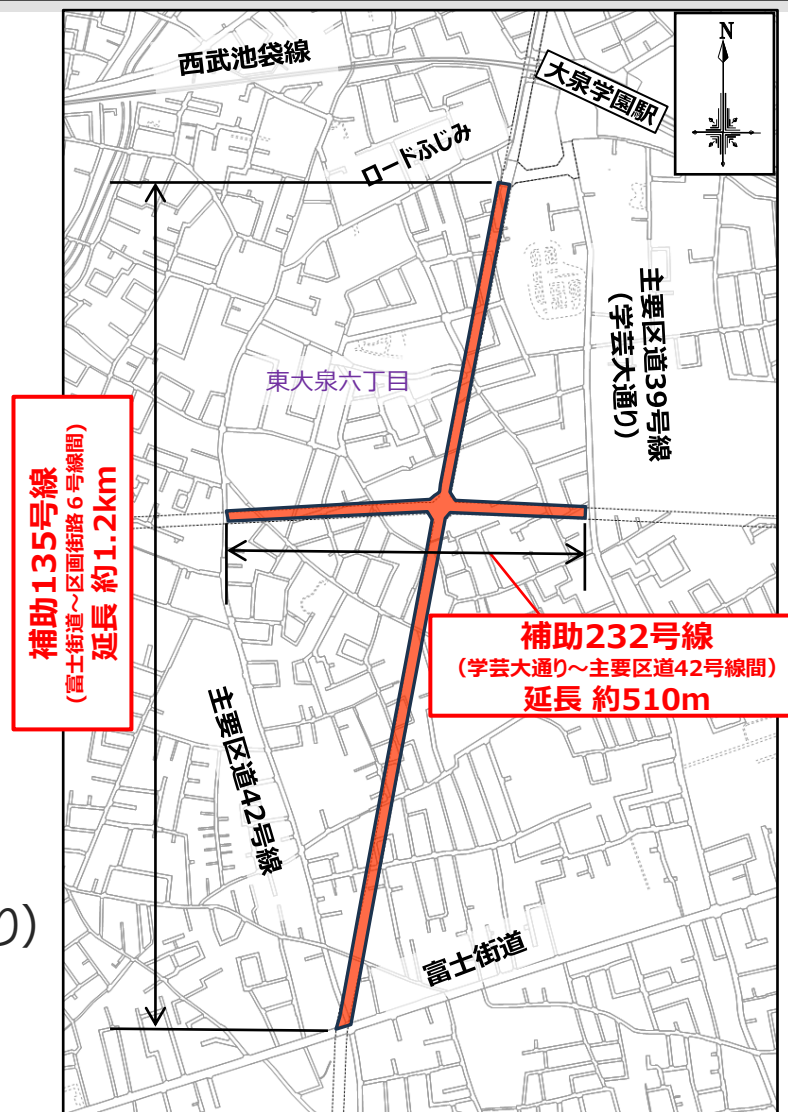 西武池袋線
N
大泉学園駅
ロードふじみ
主要区道39号線
(学芸大通り)
東大泉六丁目
補助135号線
(富士街道~区画街路6号線間)
延長 約1.2km
補助232号線
(学芸大通り~主要区道42号線間)
延長 約510m
主要区道42号線
り)
富士街道